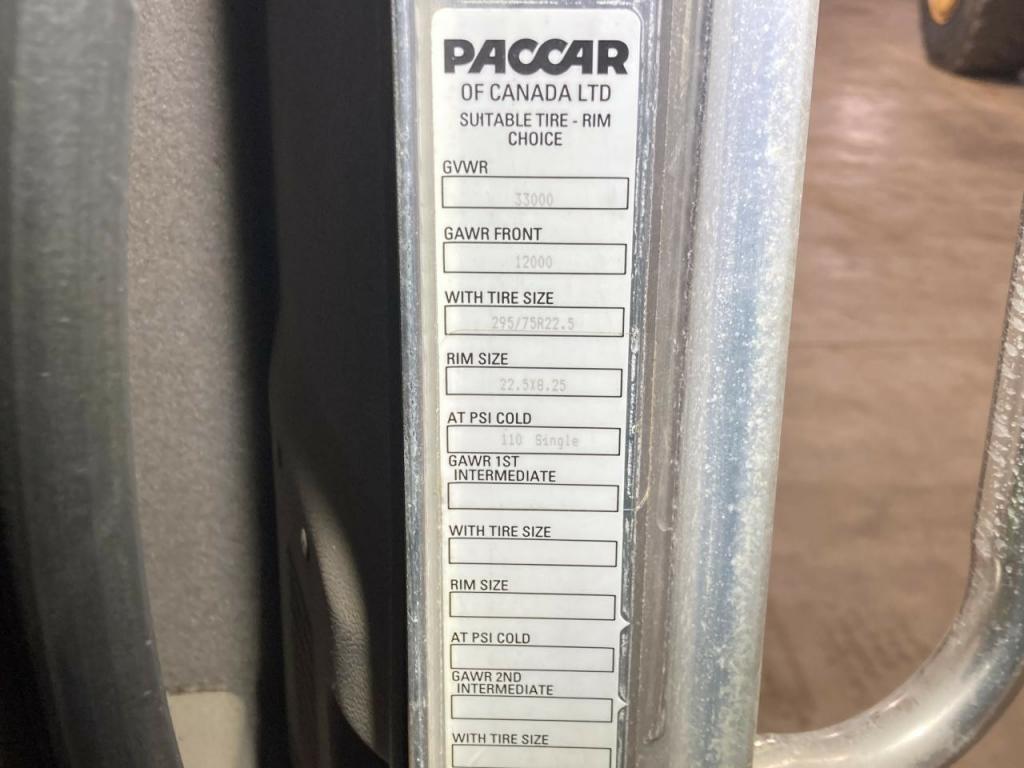 PACCAR
OF CANADA LTD
SUITABLE TIRE - RIM
CHOICE
GVWR
33000
GAWR FRONT
12000
WITH TIRE SIZE
295/75R22.5
RIM SIZE
22.5X8.25
AT PSI COLD
110 Single
GAWR 1ST
INTERMEDIATE
WITH TIRE SIZE
RIM SIZE
AT PSI COLD
GAWR 2ND
INTERMEDIATE
WITH TIRE SIZE